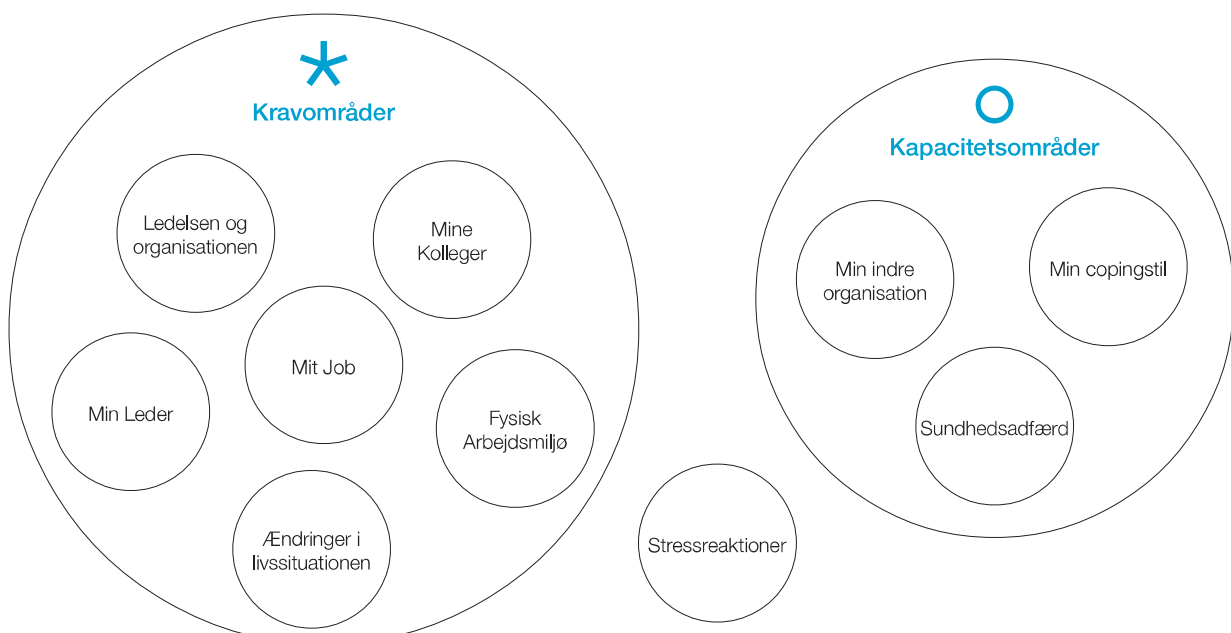 Kravområder
Ledelsen og
organisationen
Mine
Kolleger
Mit Job
Min Leder
Fysisk
Arbejdsmiljø
Ændringer i
livssituationen
Stressreaktioner
Kapacitetsområder
Min indre
organisation
Min copingstil
Sundhedsadfærd